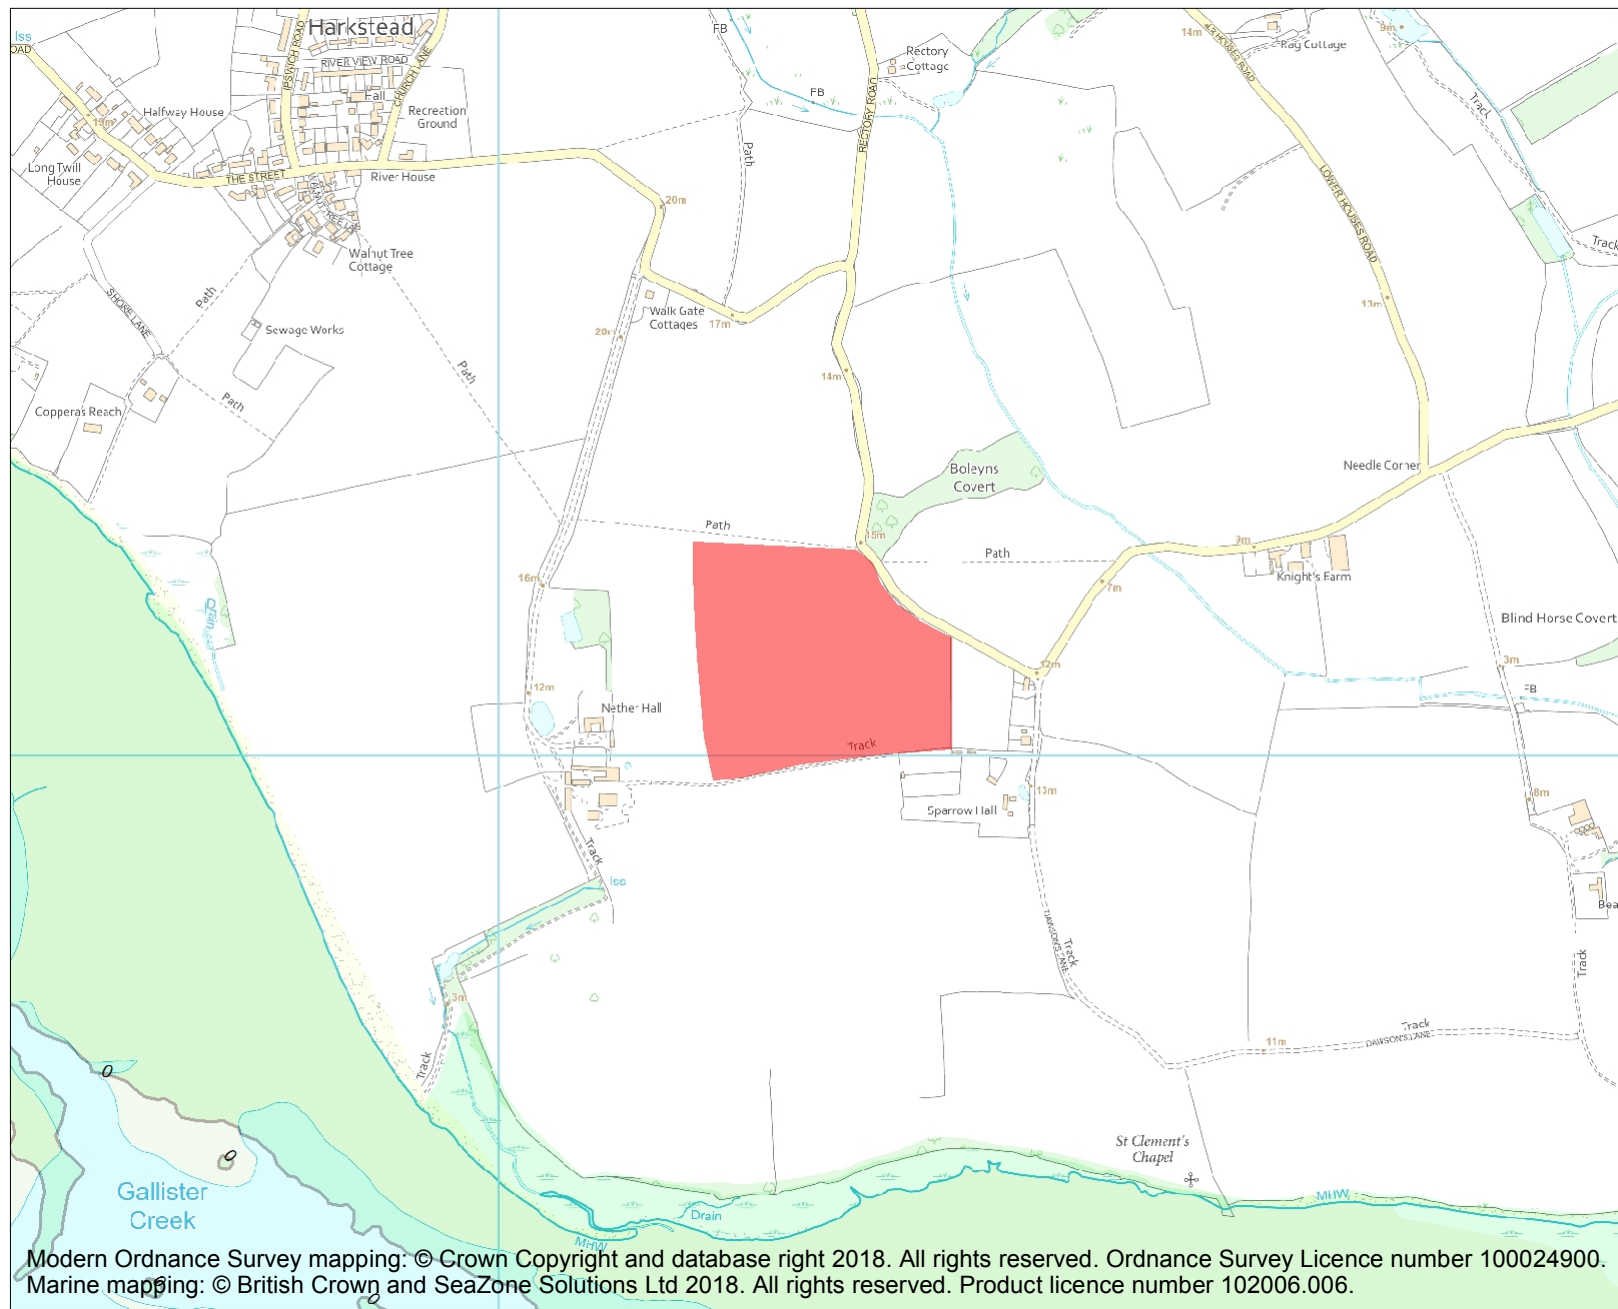 Harkstead
Iss
OAD
IPSWICH ROAD
RIVER VIEW ROAD
CHURCH LANE
Hall
Halfway House
19m
Recreation
Ground
Long Twill
House
THE STREET
River House
Walnut Tree
Cottage
FB
FB
Path
RECTORY ROAD
Rectory
Cottage
14m
LOWER HOUSES ROAD
Rag Cottage
9m
Track
Track
20m
Path
SHORE LANE
Sewage Works
Path
Path
20m
Walk Gate
Cottages
17m
14m
13m
Copperas Reach
Boleyns
Covert
Needle Corner
Path
15m
Path
9m
Knight's Farm
7m
16m
Drain
Blind Horse Covert
3m
FB
12m
12m
Nether Hall
Track
Sparrow Hall
13m
8m
Track
Iss
Bea
DAWSON'S LANE
Track
Track
3m
Track
11m
Track
DAWSON'S LANE
St Clement's
Chapel
Gallister
Creek
Drain
MHW
MHW
Modern Ordnance Survey mapping: © Crown Copyright and database right 2018. All rights reserved. Ordnance Survey Licence number 100024900.
Marine mapping: © British Crown and SeaZone Solutions Ltd 2018. All rights reserved. Product licence number 102006.006.